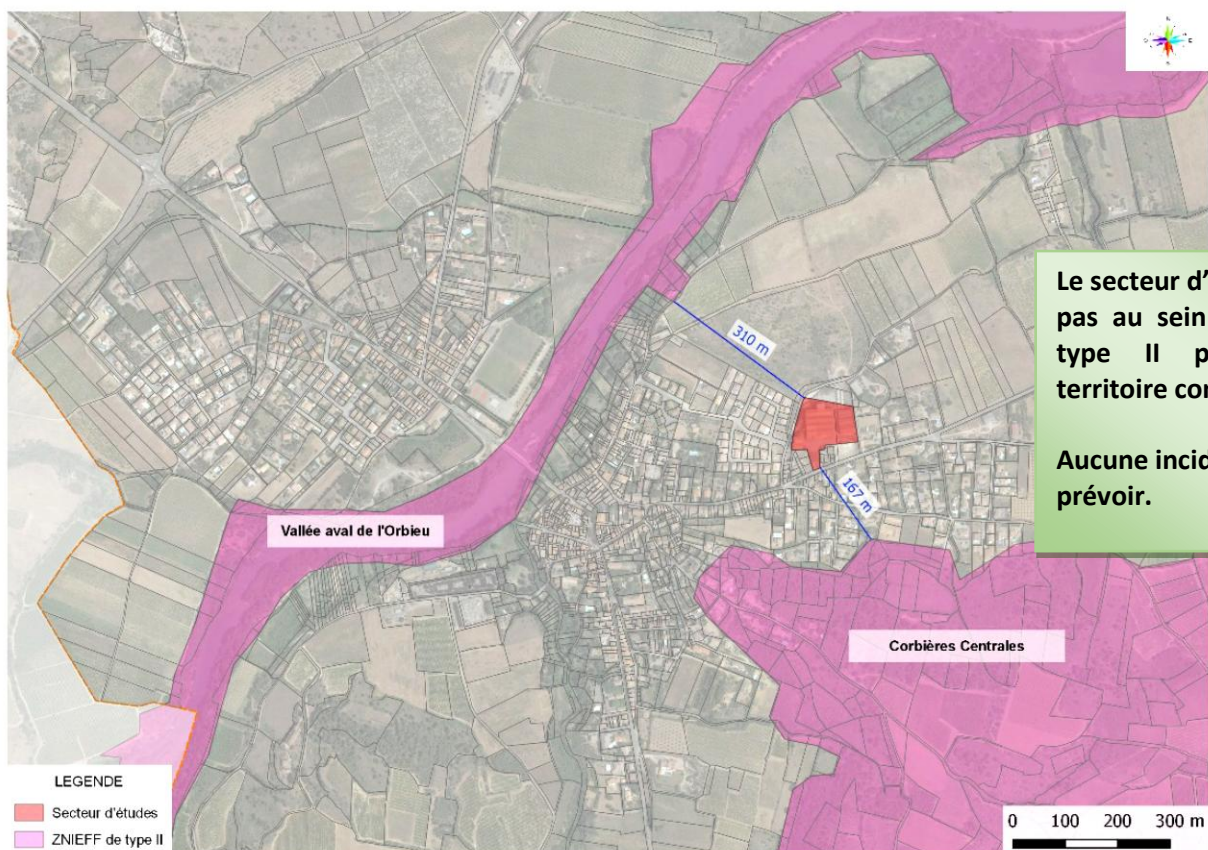 310 m
Le secteur d'
pas au sein
type II p
territoire con
Aucune incid
prévoir.
167 m
Vallée aval de l'Orbieu
Corbières Centrales
LEGENDE
Secteur d'études
ZNIEFF de type II
0 100 200 300 m